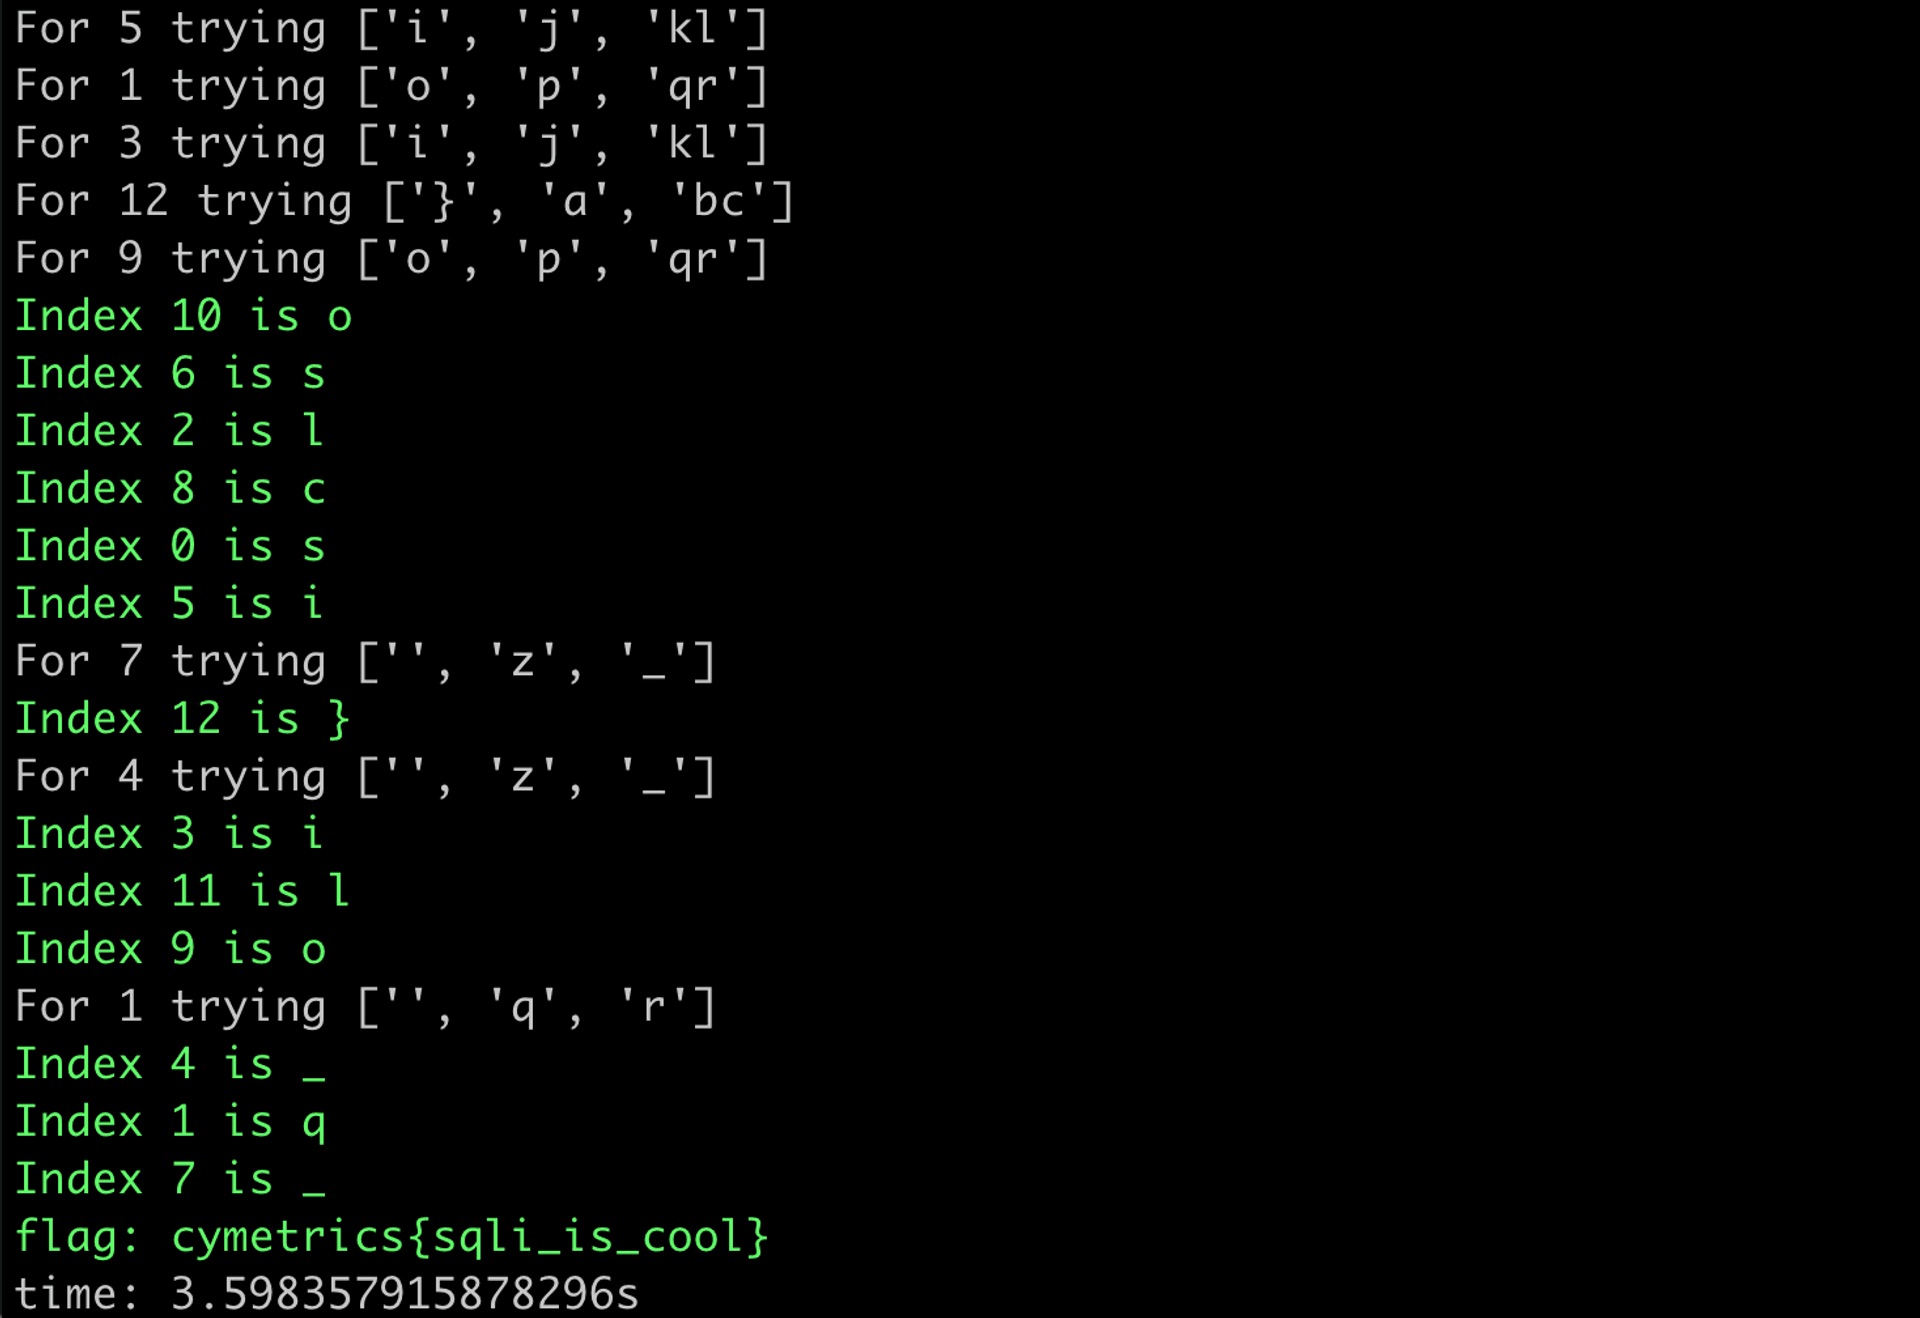 For 5 trying ['i', 'j', 'kl']
For 1 trying ['o', 'p', 'qr']
For 3 trying ['i', 'j', 'kl']
For 12 trying ['}', 'a', 'bc']
For 9 trying ['o', 'p', 'qr']
Index 10 is o
Index 6 is s
Index 2 is l
Index 8 is c
Index 0 is s
Index 5 is i
For 7 trying ['', 'z', '_']
Index 12 is }
For 4 trying ['', 'z', '_']
Index 3 is i
Index 11 is l
Index 9 is o
For 1 trying ['', 'q', 'r']
Index 4 is _
Index 1 is q
Index 7 is _
flag: cymetrics{sqli_is_cool}
time: 3.598357915878296s